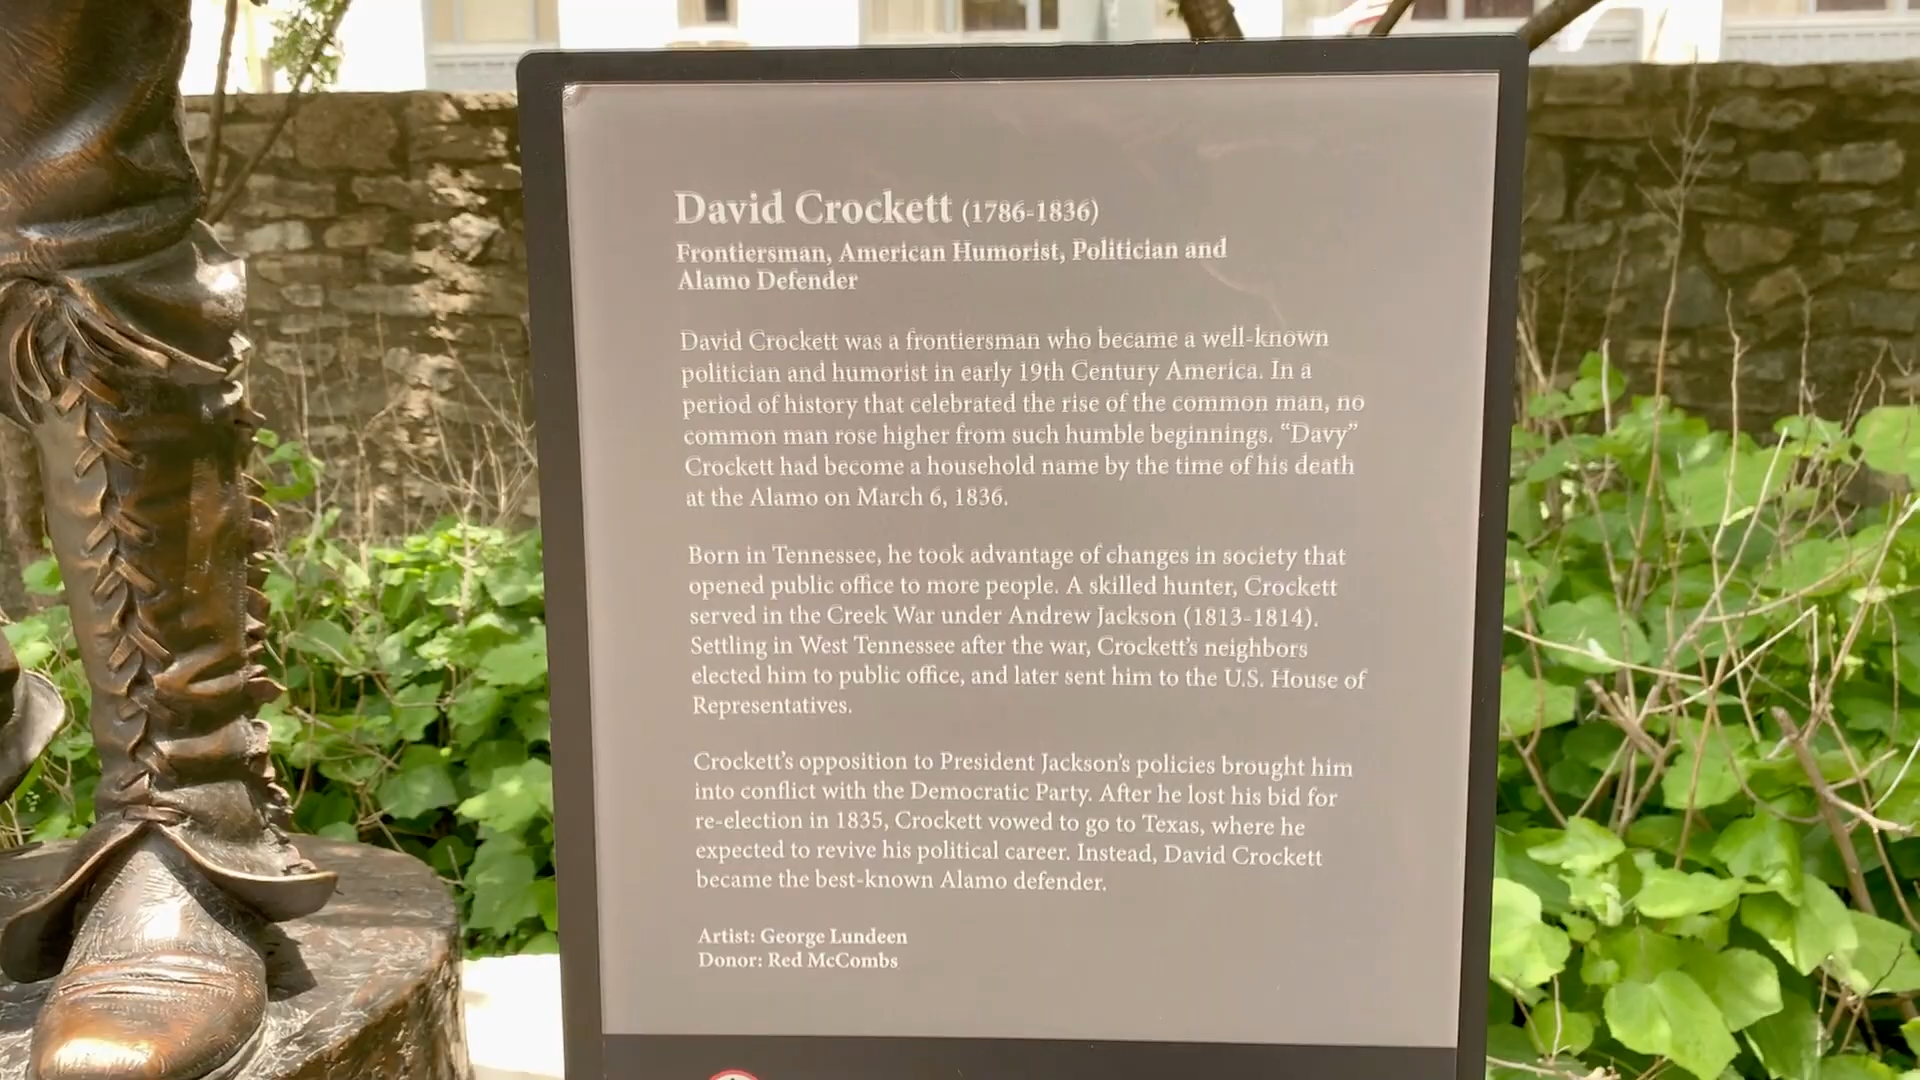 David Crockett (1786-1836)
Frontiersman, American Humorist, Politician and
Alamo Defender
David Crockett was a frontiersman who became a well-known
politician and humorist in early 19th Century America. In a
period of history that celebrated the rise of the common man, no
common man rose higher from such humble beginnings. “Davy”
Crockett had become a household name by the time of his death
at the Alamo on March 6, 1836.
Born in Tennessee, he took advantage of changes in society that
opened public office to more people. A skilled hunter, Crockett
served in the Creek War under Andrew Jackson (1813-1814).
Settling in West Tennessee after the war, Crockett’s neighbors
elected him to public office, and later sent him to the U.S. House of
Representatives.
Crockett’s opposition to President Jackson’s policies brought him
into conflict with the Democratic Party. After he lost his bid for
re-election in 1835, Crockett vowed to go to Texas, where he
expected to revive his political career. Instead, David Crockett
became the best-known Alamo defender.
Artist: George Lundeen
Donor: Red McCombs